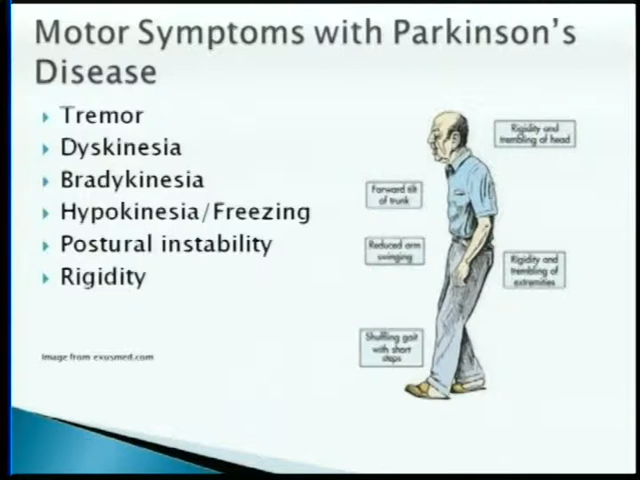 Motor Symptoms with Parkinson's
Disease
Tremor
Dyskinesia
Bradykinesia
Hypokinesia/Freezing
Postural instability
Rigidity
Image from exusmed.com
Rigidity and
trembling of head
Forward tilt
of trunk
Reduced arm
swinging
Rigidity and
trembling of
extremities
Shuffling gait
with short
steps